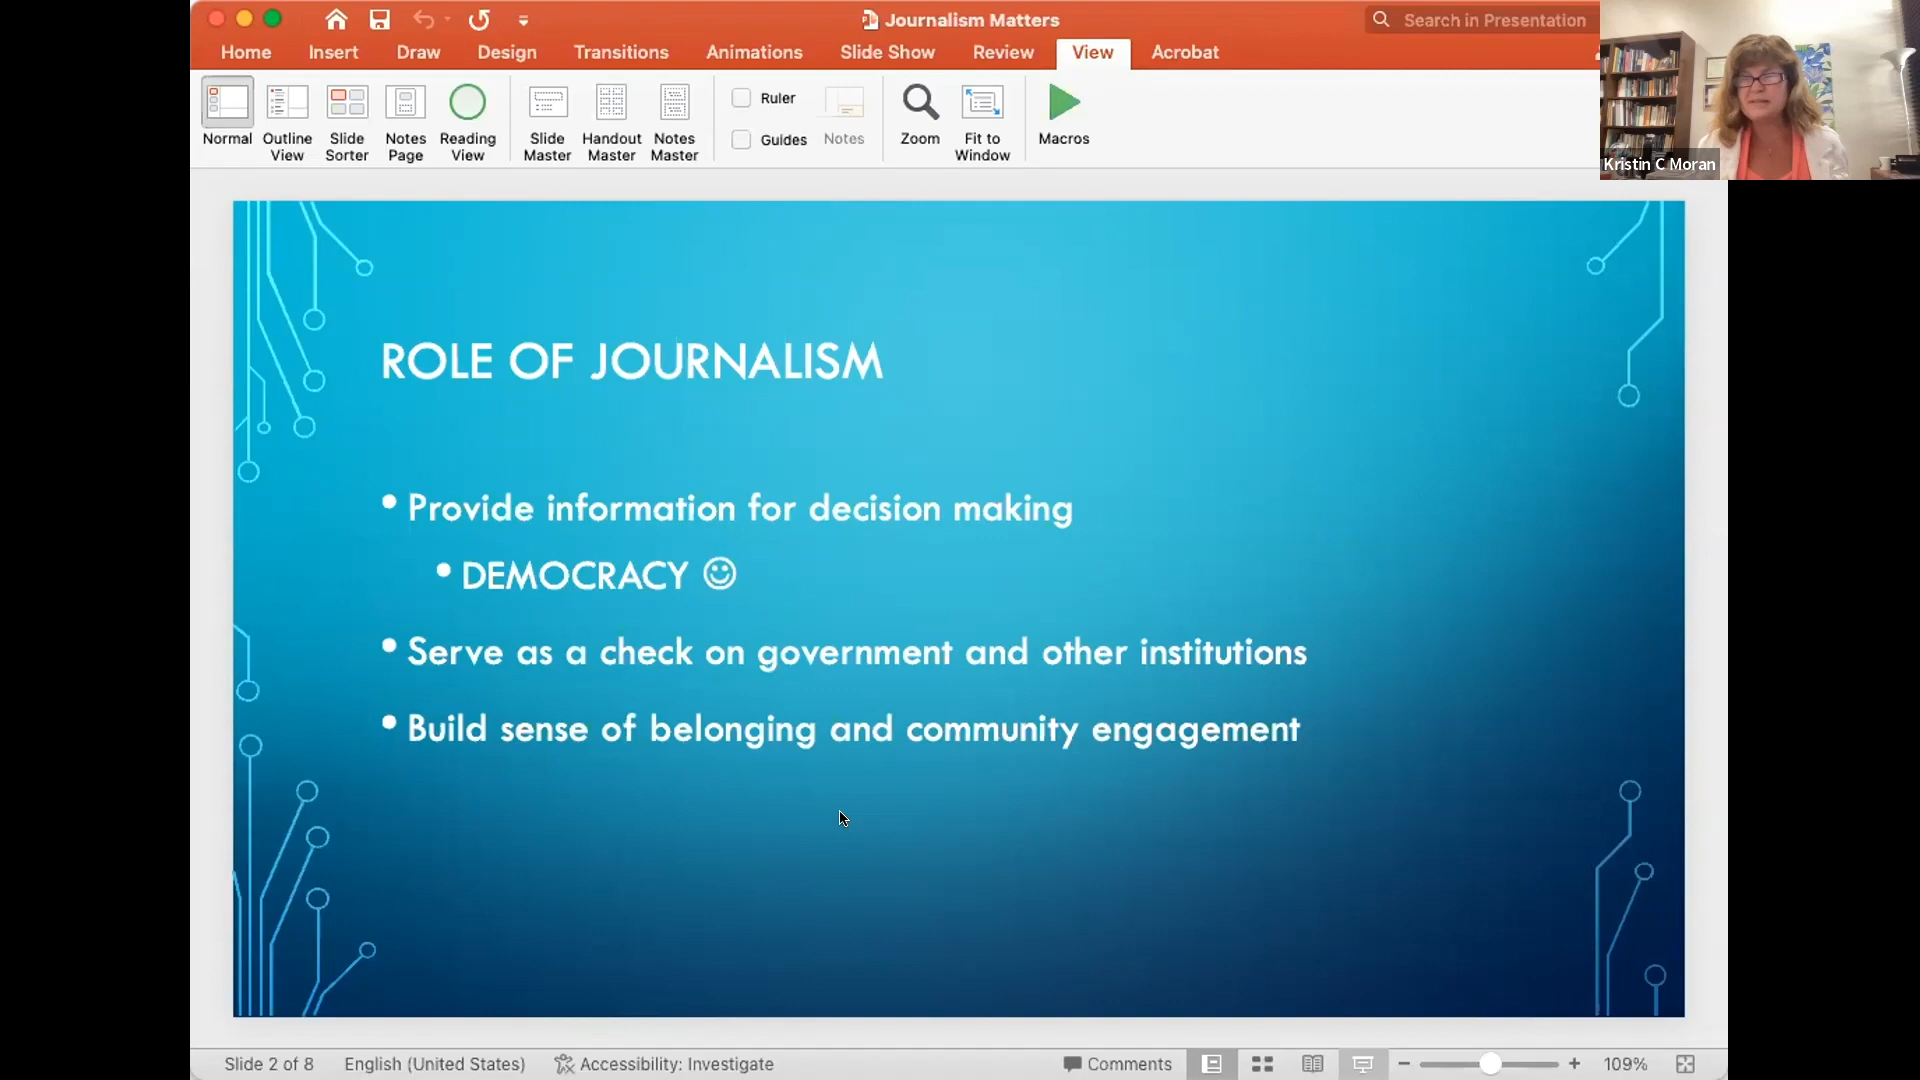 Journalism Matters
Search in Presentation
Home Insert Draw Design Transitions Animations Slide Show Review View Acrobat
Normal
Outline View
Slide Sorter
Notes Page
Reading View
Slide Master
Handout Master
Notes Master
Ruler
Guides
Notes
Zoom
Fit to Window
Macros
Kristin C Moran
ROLE OF JOURNALISM
• Provide information for decision making
• DEMOCRACY ☺
• Serve as a check on government and other institutions
• Build sense of belonging and community engagement
Slide 2 of 8 English (United States) Accessibility: Investigate Comments 109%